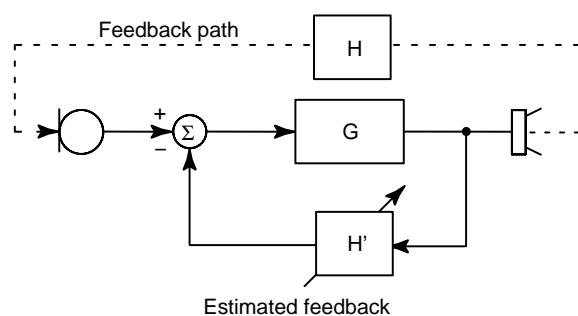 Feedback path
H
+
−
Σ
G
H’
Estimated feedback